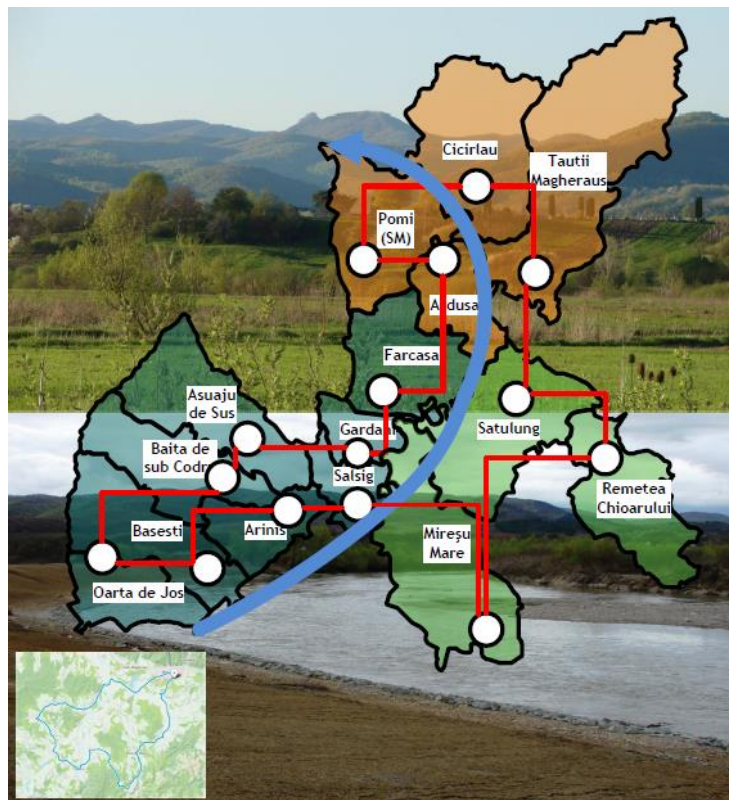 Cicirlau
Tautii
Magheraus
Pomi
(SM)
Ardusa
Farcasa
Asuaju
de Sus
Gardani
Satulung
Baita de
sub Codru
Salsig
Remetea
Chioarului
Basesti
Arinis
Mireşu
Mare
Oarta de Jos